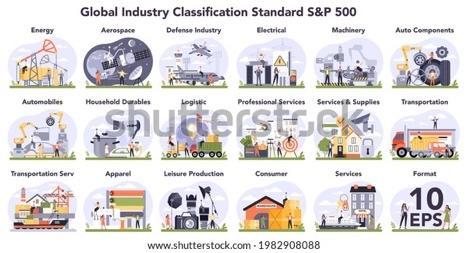 Global Industry Classification Standard S&P 500
Energy Aerospace Defense Industry Electrical Machinery Auto Components
Automobiles Household Durables Logistic Professional Services Services & Supplies Transportation
shutterstock
Transportation Serv Apparel Leisure Production Consumer Services Format
10
EPS
shutterstock.com · 1982908088